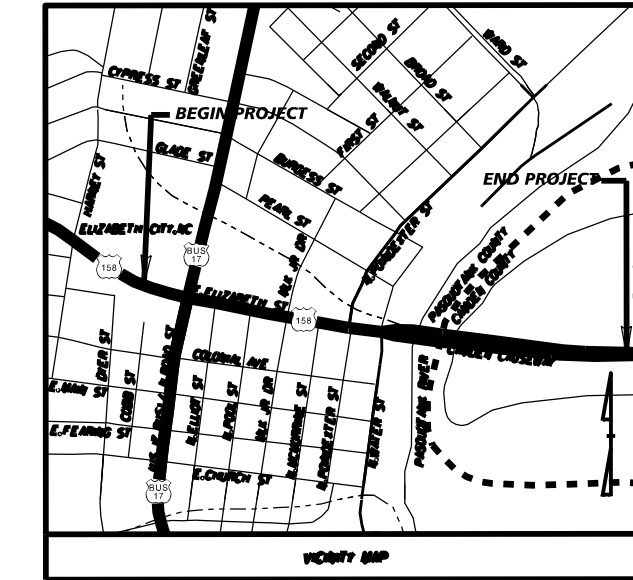 GREENLEAF ST
WARD ST
SECOND ST
BROAD ST
CYPRESS ST
WALNUT ST
BEGIN PROJECT
FIRST ST
GLADE ST
BURGESS ST
HARNEY ST
END PROJECT
PEARL ST
N.POINDEXTER ST
ELIZABETH CITY,NC
MLK JR DR
BUS
17
158
PASQUOTANK COUNTY
CAMDEN COUNTY
E.ELIZABETH ST
158
CAMDEN CAUSEWAY
COLONIAL AVE
DYER ST
E.MAIN ST
COBB ST
N.ELLIOT ST
N.POOL ST
MLK JR DR
N.MCMORRINE ST
N.POINDEXTER ST
N.WATER ST
PASQUOTANK RIVER
E.FEARING ST
E.CHURCH ST
BUS
17
VICINITY MAP